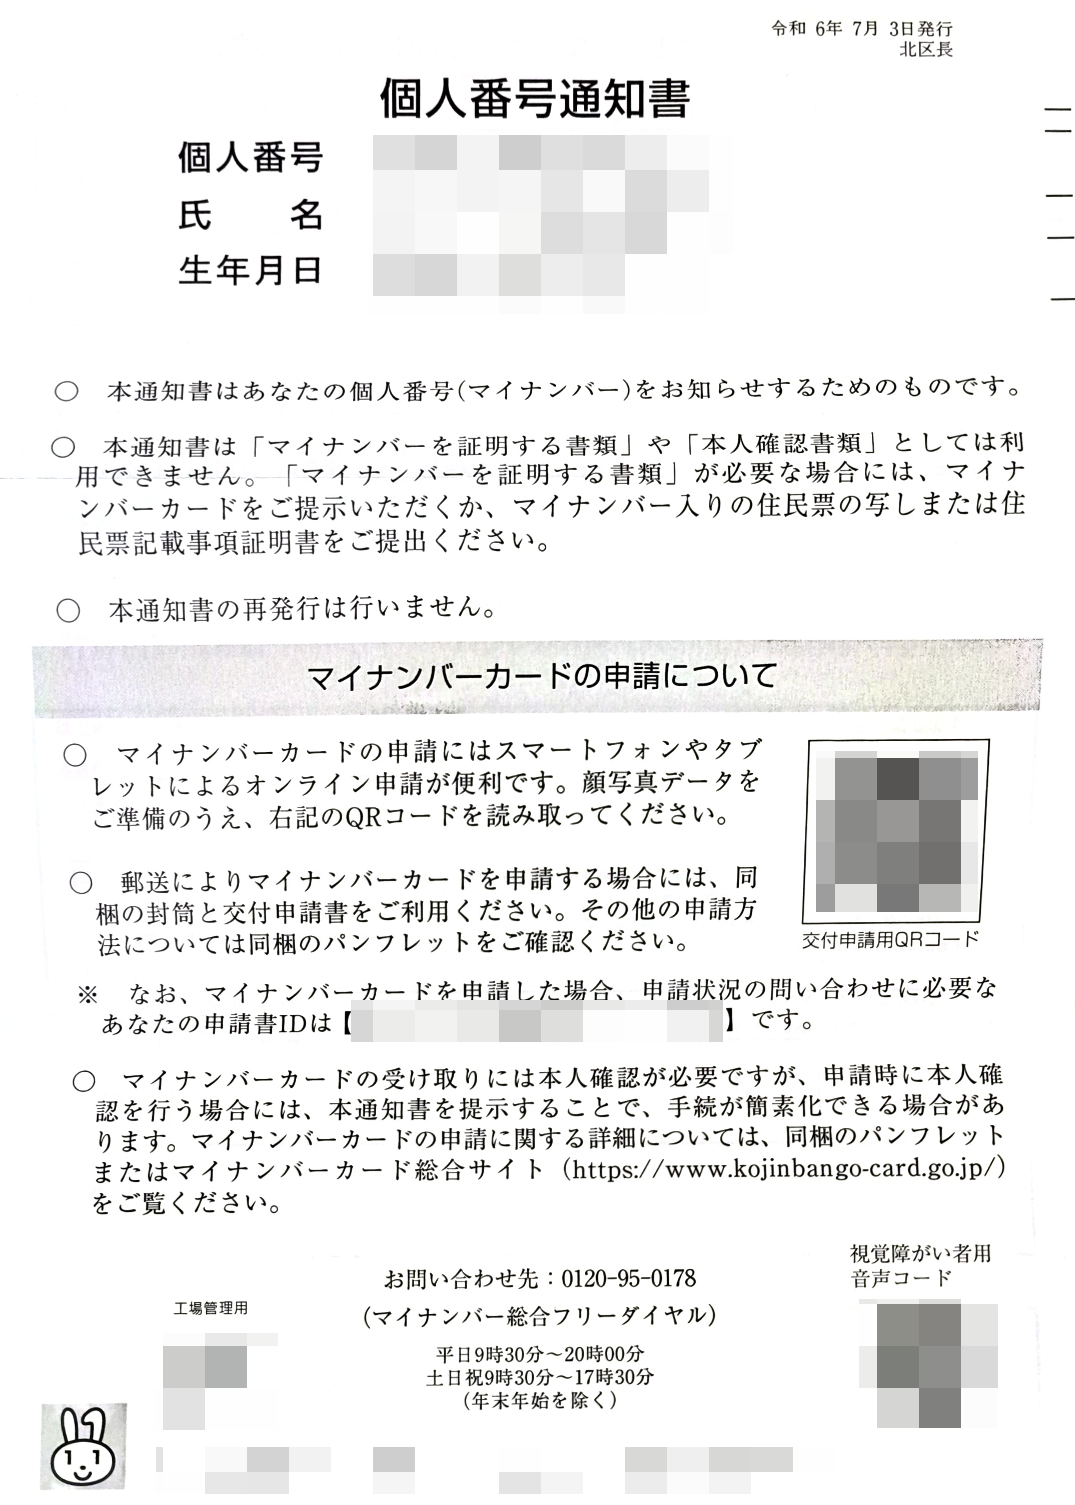 令和 6年 7月 3日発行
北区長
個人番号通知書
個人番号
氏　　名
生年月日
○　本通知書はあなたの個人番号(マイナンバー)をお知らせするためのものです。
○　本通知書は「マイナンバーを証明する書類」や「本人確認書類」としては利
用できません。「マイナンバーを証明する書類」が必要な場合には、マイナ
ンバーカードをご提示いただくか、マイナンバー入りの住民票の写しまたは住
民票記載事項証明書をご提出ください。
○　本通知書の再発行は行いません。
マイナンバーカードの申請について
○　マイナンバーカードの申請にはスマートフォンやタブ
レットによるオンライン申請が便利です。顔写真データを
ご準備のうえ、右記のQRコードを読み取ってください。
○　郵送によりマイナンバーカードを申請する場合には、同
梱の封筒と交付申請書をご利用ください。その他の申請方
法については同梱のパンフレットをご確認ください。
交付申請用QRコード
※　なお、マイナンバーカードを申請した場合、申請状況の問い合わせに必要な
あなたの申請書IDは【　】です。
○　マイナンバーカードの受け取りには本人確認が必要ですが、申請時に本人確
認を行う場合には、本通知書を提示することで、手続が簡素化できる場合があ
ります。マイナンバーカードの申請に関する詳細については、同梱のパンフレット
またはマイナンバーカード総合サイト（https://www.kojinbango-card.go.jp/）
をご覧ください。
視覚障がい者用
音声コード
お問い合わせ先：0120-95-0178
(マイナンバー総合フリーダイヤル)
平日9時30分～20時00分
土日祝9時30分～17時30分
(年末年始を除く)
工場管理用